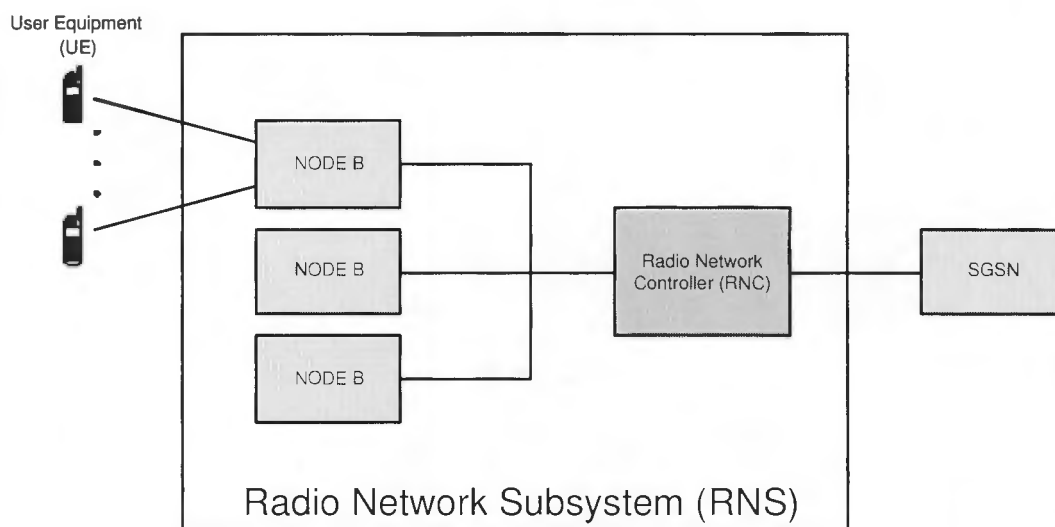 User Equipment
(UE)
NODE B
NODE B
NODE B
Radio Network
Controller (RNC)
SGSN
Radio Network Subsystem (RNS)